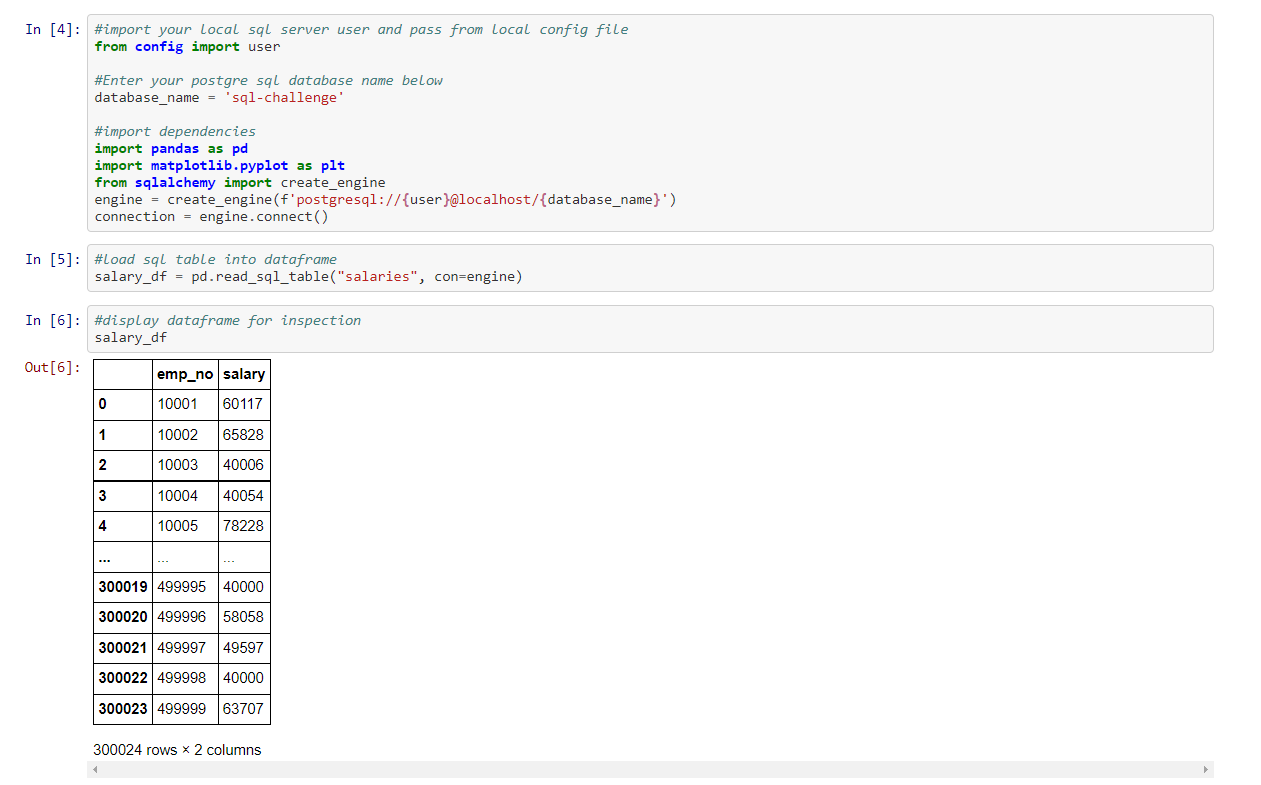 In [4]:
#import your local sql server user and pass from local config file
from config import user
#Enter your postgre sql database name below
database_name = 'sql-challenge'
#import dependencies
import pandas as pd
import matplotlib.pyplot as plt
from sqlalchemy import create_engine
engine = create_engine(f'postgresql://{user}@localhost/{database_name}')
connection = engine.connect()
In [5]:
#load sql table into dataframe
salary_df = pd.read_sql_table("salaries", con=engine)
In [6]:
#display dataframe for inspection
salary_df
Out[6]:
emp_no salary
0 10001 60117
1 10002 65828
2 10003 40006
3 10004 40054
4 10005 78228
... ... ...
300019 499995 40000
300020 499996 58058
300021 499997 49597
300022 499998 40000
300023 499999 63707
300024 rows × 2 columns